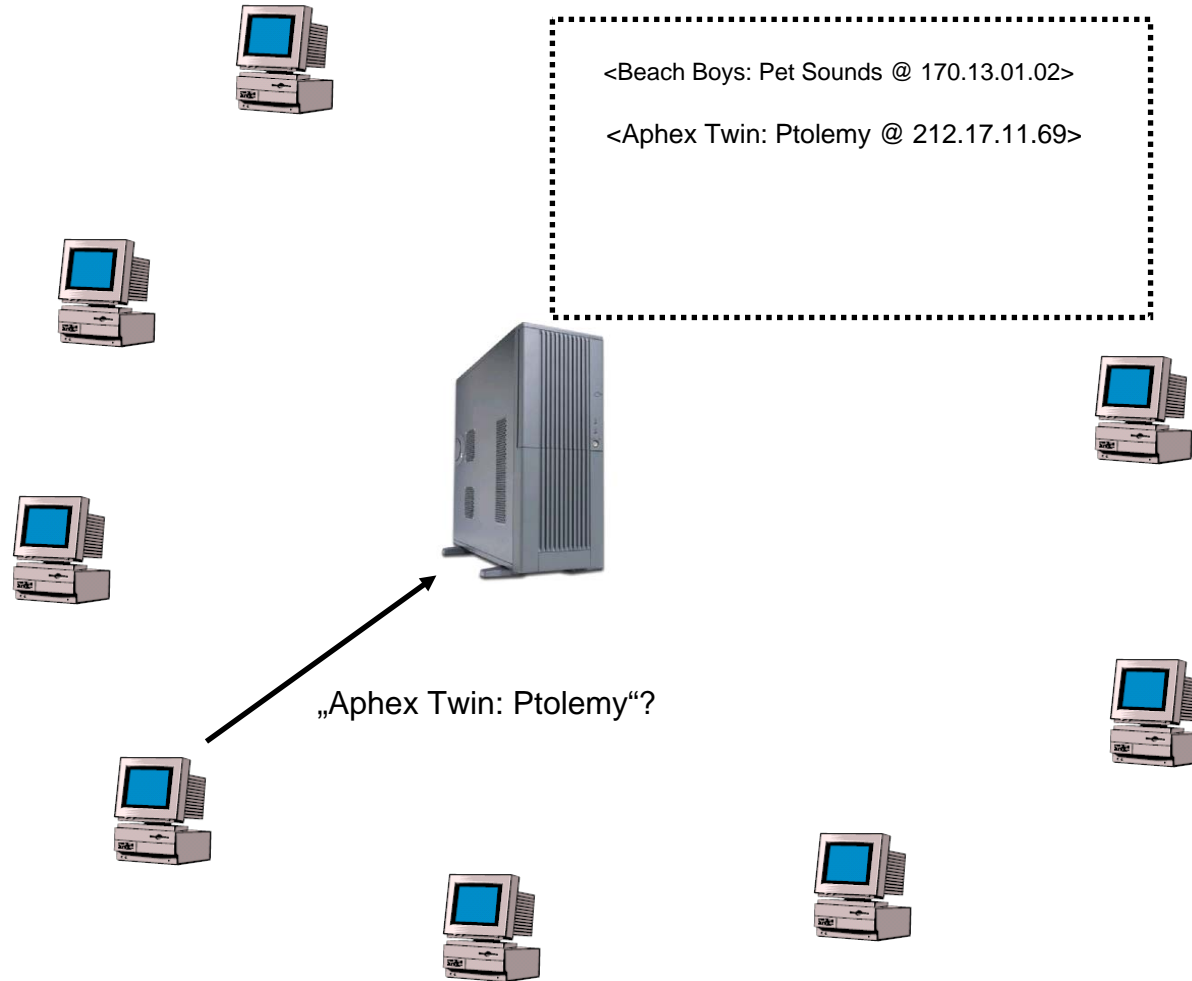 <Beach Boys: Pet Sounds @ 170.13.01.02>
<Aphex Twin: Ptolemy @ 212.17.11.69>
„Aphex Twin: Ptolemy“?